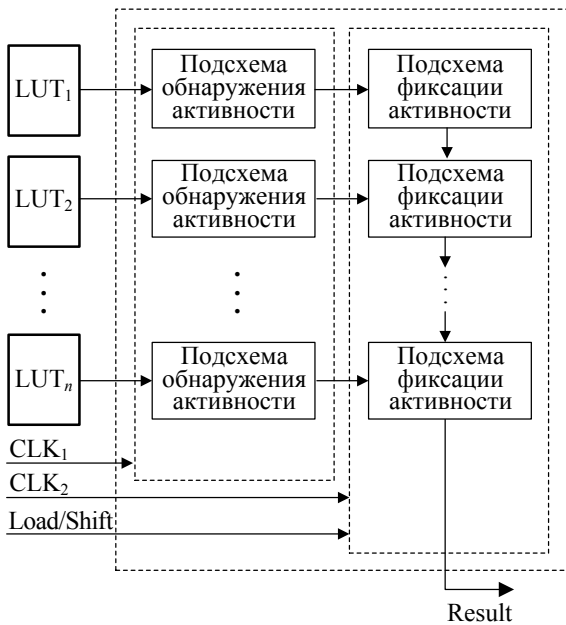 LUT₁
Подсхема
обнаружения
активности
Подсхема
фиксации
активности
LUT₂
Подсхема
обнаружения
активности
Подсхема
фиксации
активности
LUTₙ
Подсхема
обнаружения
активности
Подсхема
фиксации
активности
CLK₁
CLK₂
Load/Shift
Result